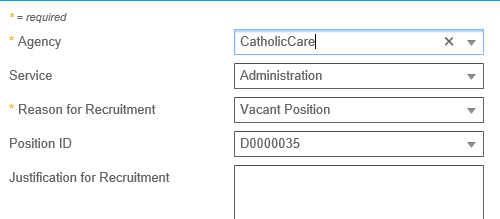 * = required
* Agency CatholicCare
Service Administration
* Reason for Recruitment Vacant Position
Position ID D0000035
Justification for Recruitment